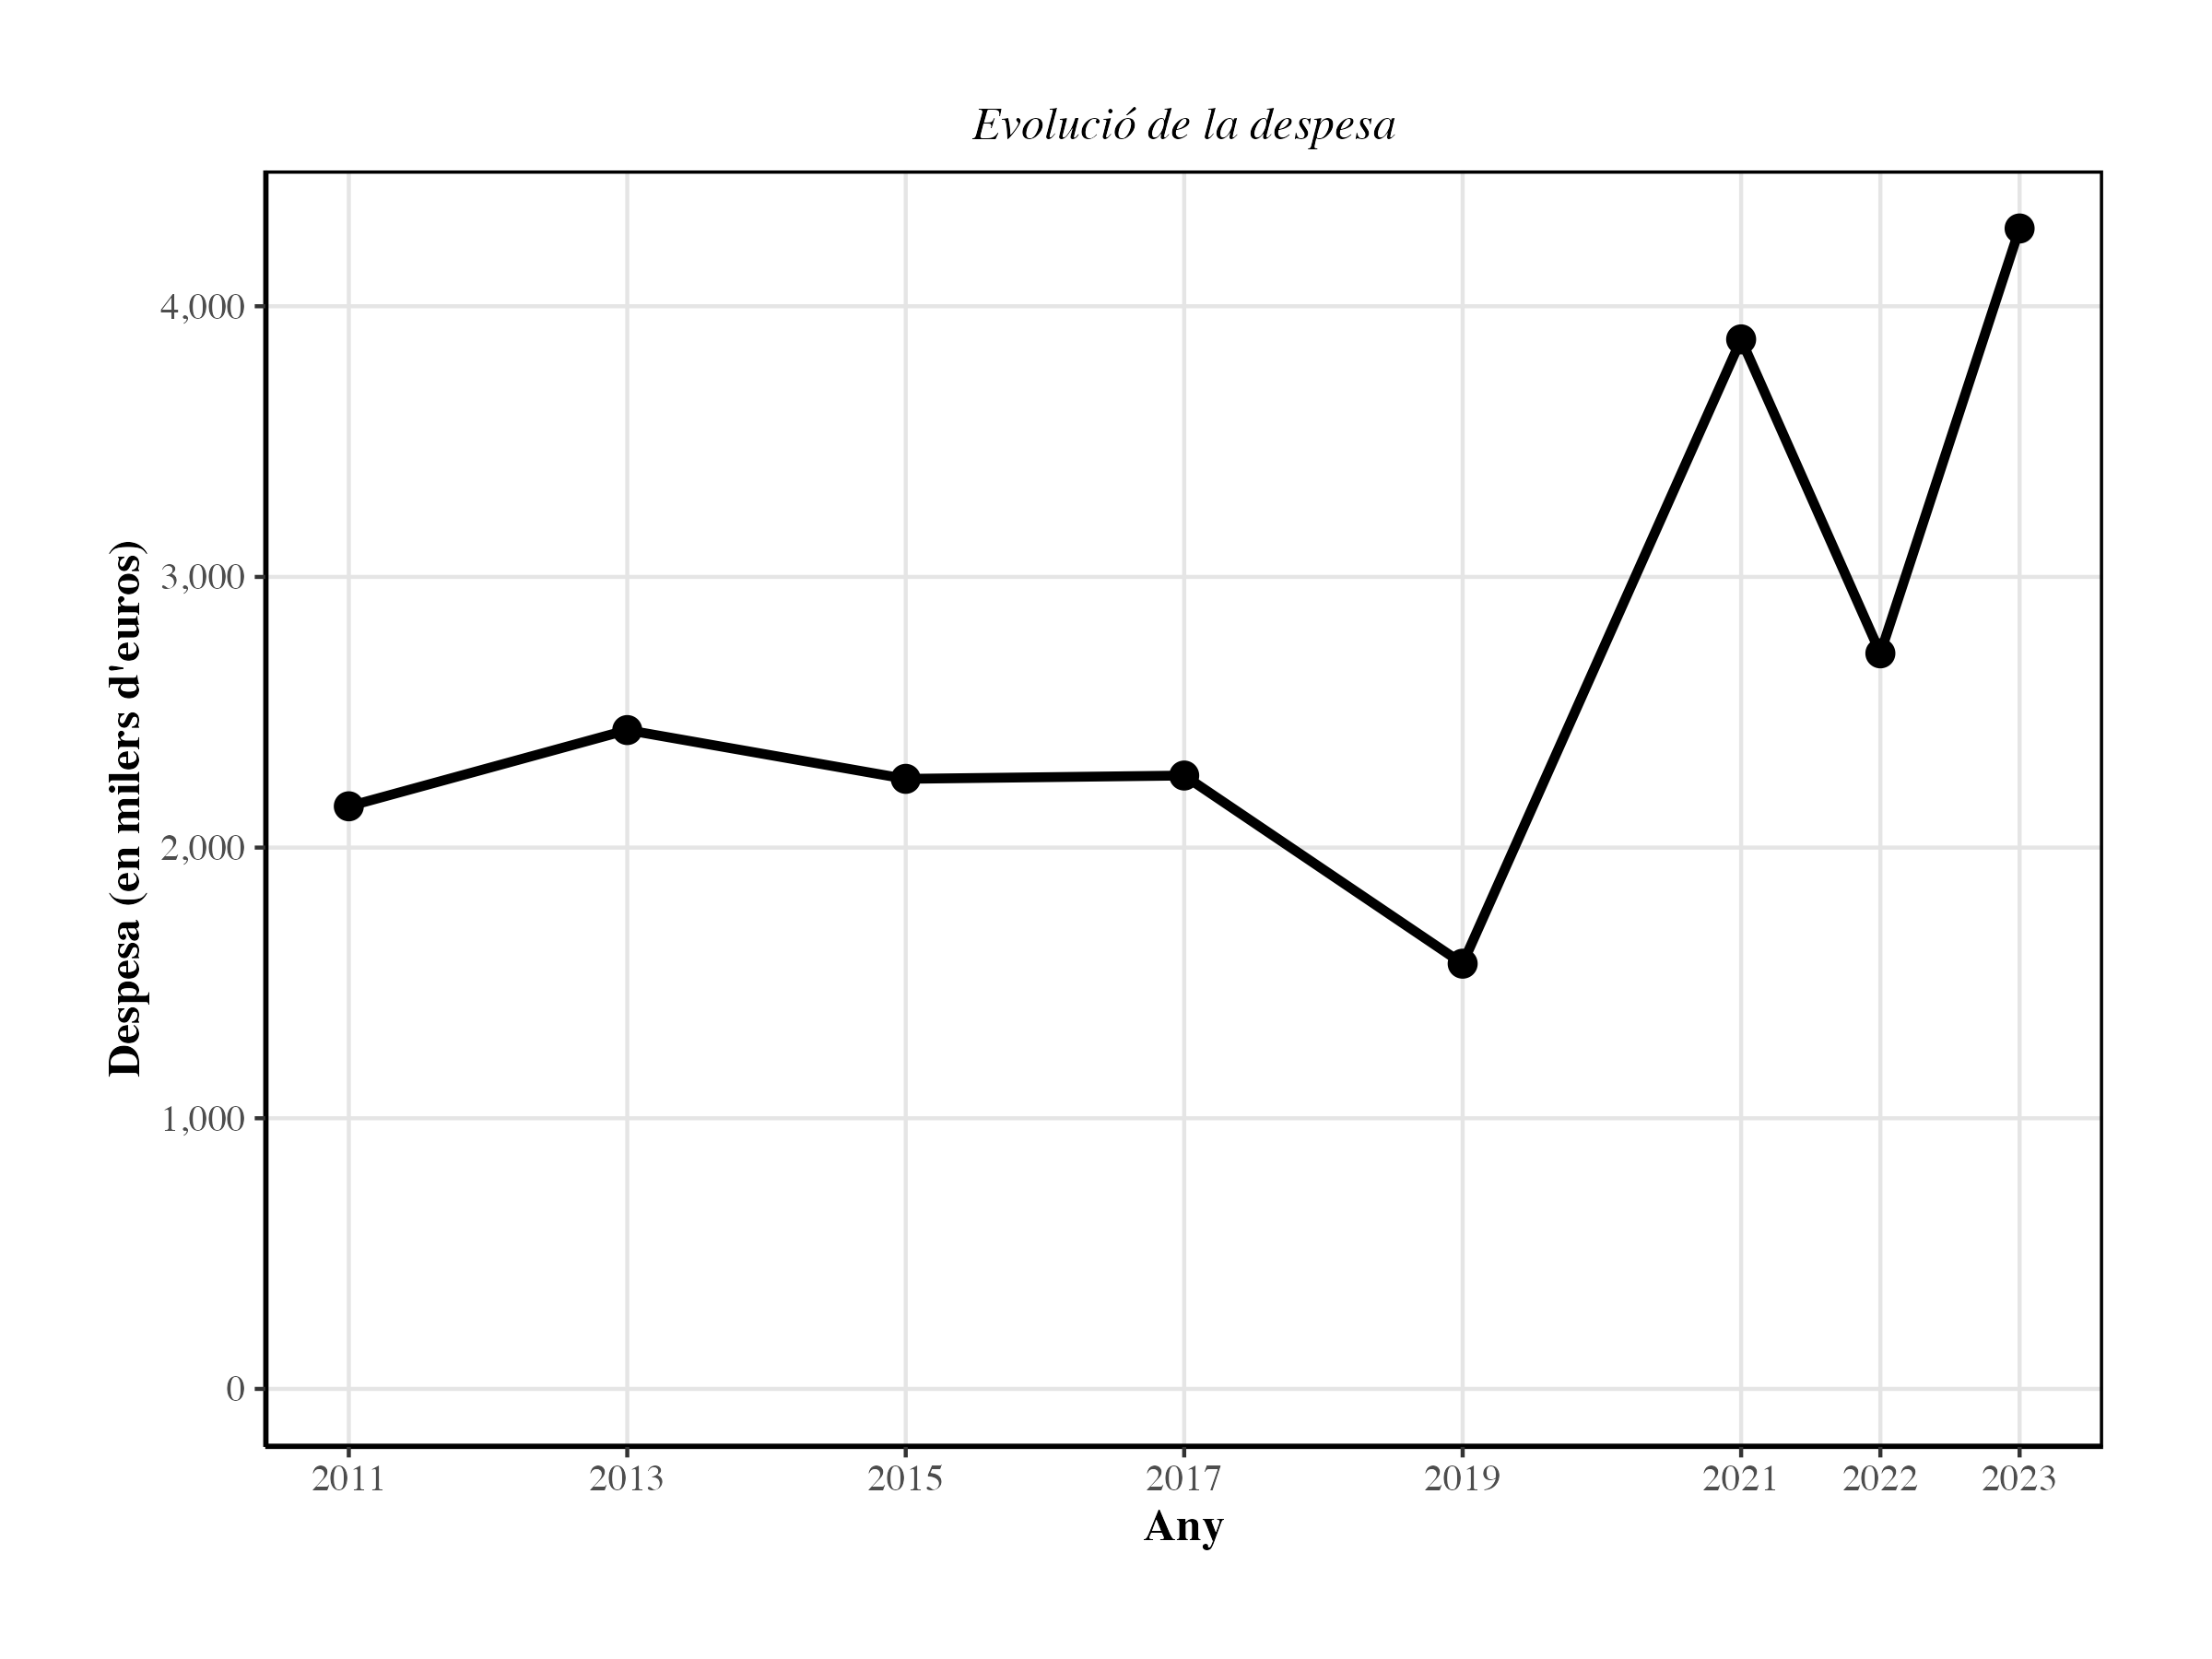 Evolució de la despesa
Despesa (en milers d'euros)
4,000
3,000
2,000
1,000
0
2011 2013 2015 2017 2019 2021 2022 2023
Any